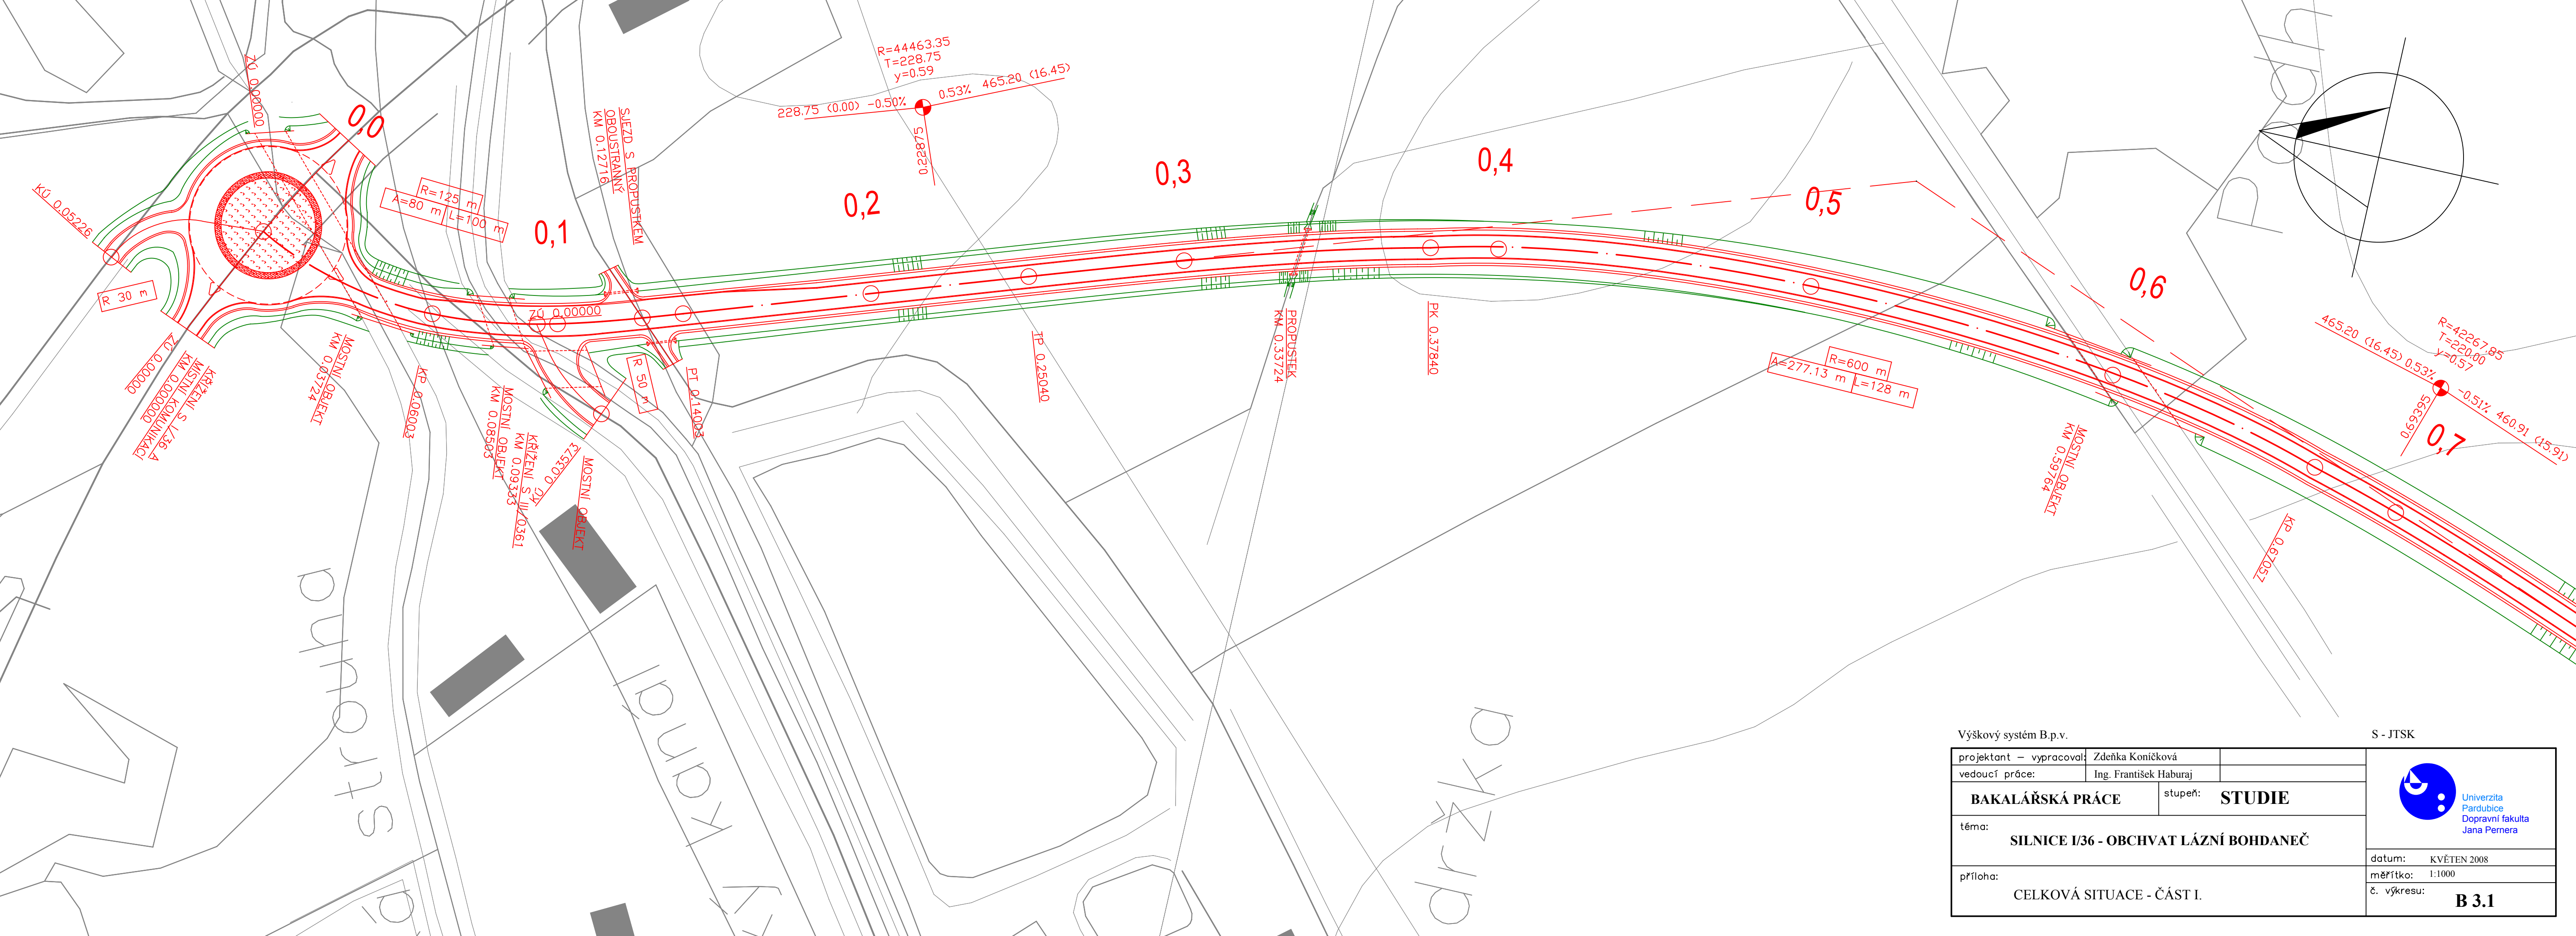 ZÚ 0,00000
0,0
KÚ 0.05226
R 30 m
R=125 m
A=80 m L=100 m
0,1
SJEZD S PROPUSTKEM
OBOUSTRANNÝ
KM 0.12716
R=44463.35
T=228.75
y=0.59
228.75 (0.00) -0.50%
0.53% 465.20 (16.45)
0.22875
0,2
0,3
0,4
0,5
0,6
0,7
ZÚ 0,00000
ZÚ 0.00000
KŘÍŽENÍ S I/36 A
MÍSTNÍ KOMUNIKACÍ
KM 0.000000
MOSTNÍ OBJEKT
KM 0.03724
KP 0.06003
MOSTNÍ OBJEKT
KM 0.08503
KŘÍŽENÍ S III/0361
KM 0.09333
KÚ 0.03573
MOSTNÍ OBJEKT
R 50 m
PT 0.14003
TP 0.25040
PROPUSTEK
KM 0.33724
PK 0.37840
R=600 m
A=277.13 m L=128 m
MOSTNÍ OBJEKT
KM 0.59764
KP 0.67057
R=42267.85
T=220.00
y=0.57
465.20 (16.45) 0.53%
-0.51% 460.91 (15.91)
0.69395
Strouha
Výškový systém B.p.v.
S - JTSK
projektant – vypracoval: Zdeňka Koníčková
vedoucí práce: Ing. František Haburaj
BAKALÁŘSKÁ PRÁCE
stupeň: STUDIE
téma:
SILNICE I/36 - OBCHVAT LÁZNÍ BOHDANEČ
příloha:
CELKOVÁ SITUACE - ČÁST I.
Univerzita
Pardubice
Dopravní fakulta
Jana Pernera
datum: KVĚTEN 2008
měřítko: 1:1000
č. výkresu:
B 3.1